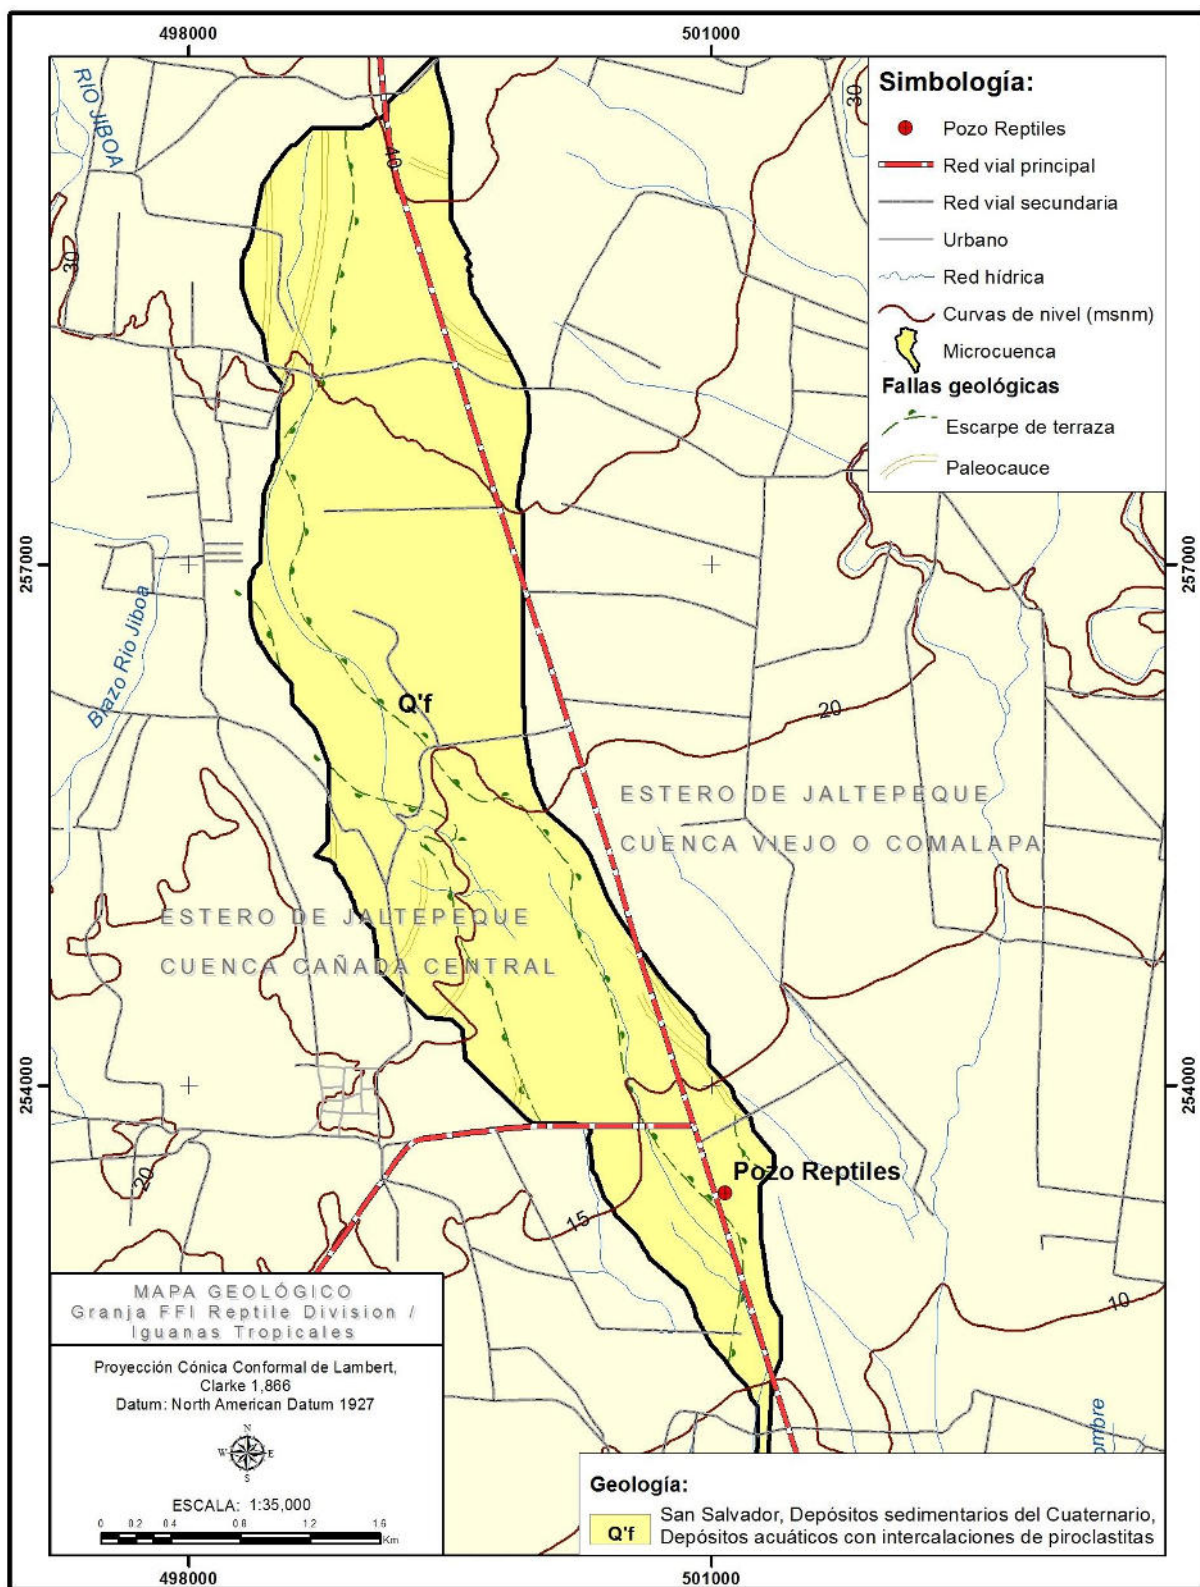 498000
501000
RIO JIBOA
40
30
30
Simbología:
Pozo Reptiles
Red vial principal
Red vial secundaria
Urbano
Red hídrica
Curvas de nivel (msnm)
Microcuenca
Fallas geológicas
Escarpe de terraza
Paleocauce
257000
257000
Brazo Rio Jiboa
Q'f
20
ESTERO DE JALTEPEQUE
CUENCA VIEJO O COMALAPA
ESTERO DE JALTEPEQUE
CUENCA CAÑADA CENTRAL
254000
254000
Pozo Reptiles
20
15
10
MAPA GEOLÓGICO
Granja FFI Reptile Division /
Iguanas Tropicales
Proyección Cónica Conformal de Lambert,
Clarke 1,866
Datum: North American Datum 1927
N
W E
S
ESCALA: 1:35,000
0 0.2 0.4 0.8 1.2 1.6
Km
ombre
Geología:
Q'f
San Salvador, Depósitos sedimentarios del Cuaternario,
Depósitos acuáticos con intercalaciones de piroclastitas
498000
501000